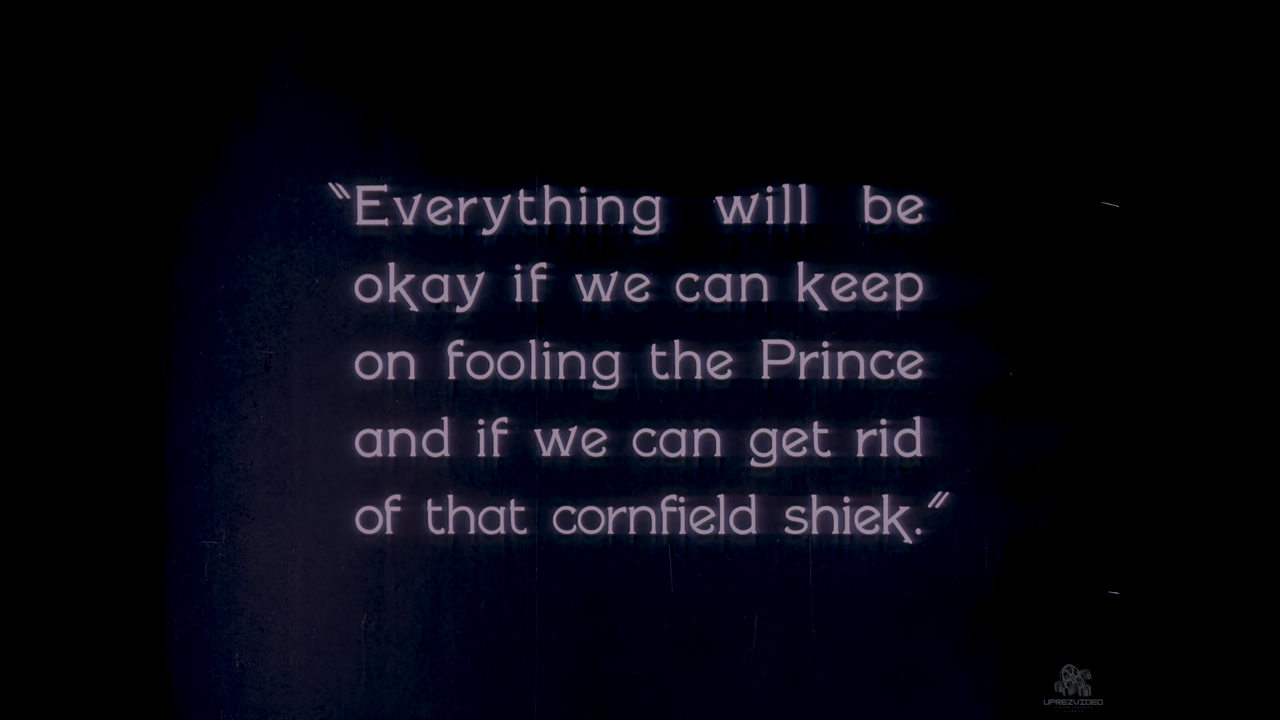 “Everything will be
okay if we can keep
on fooling the Prince
and if we can get rid
of that cornfield shiek.”
UPREZVIDEO